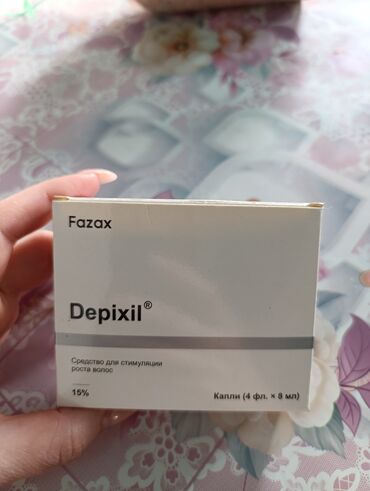 Fazax
Depixil®
Средство для стимуляции
роста волос
15%
Капли (4 фл. × 8 мл)